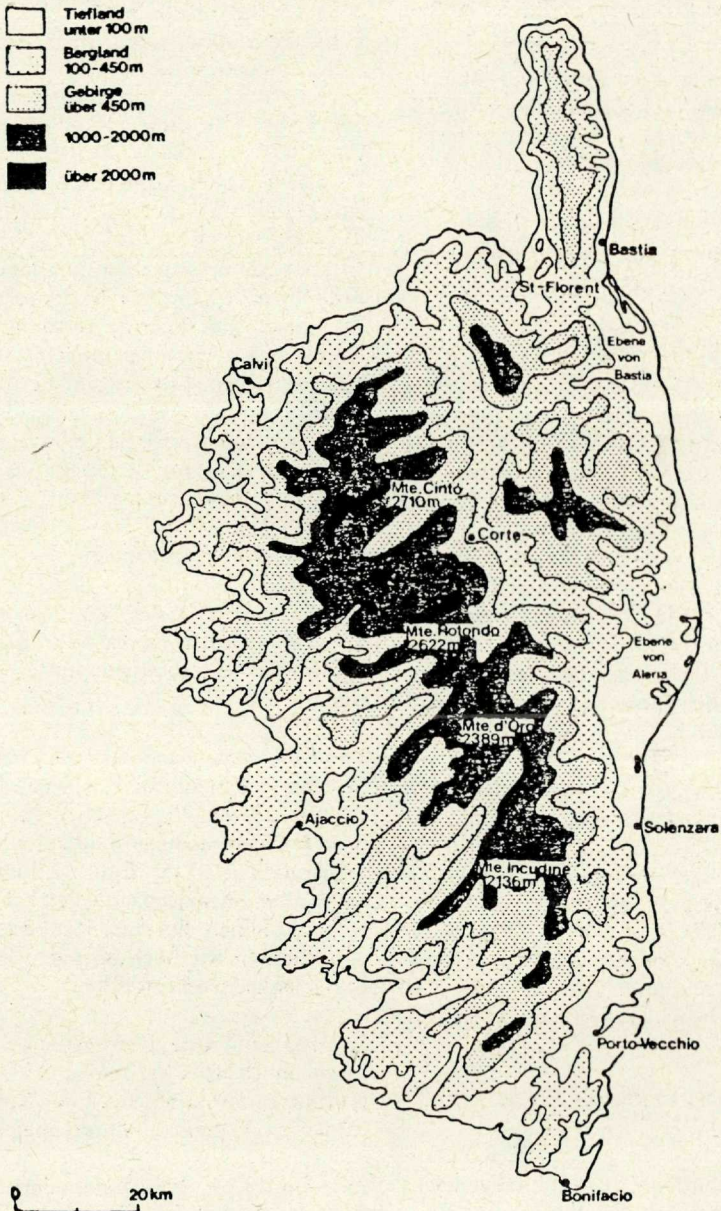 Tiefland
unter 100m
Bergland
100-450m
Gebirge
über 450m
1000-2000m
über 2000m
Bastia
St-Florent
Ebene
von
Bastia
Calvi
Mte. Cinto
2710m
Corte
Mte. Rotondo
2622m
Ebene
von
Aleria
Mte d'Oro
2389m
Ajaccio
Solenzara
Mte. Incudine
2136m
Porto-Vecchio
Bonifacio
0 20km